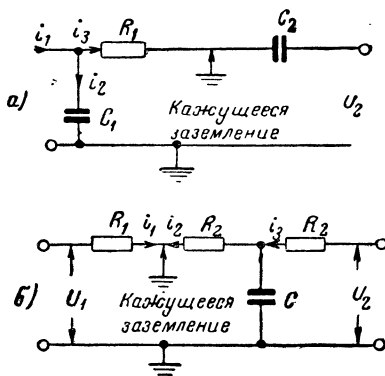 i₁ i₃ R₁ C₂
i₂
а) C₁ Кажущееся
заземление U₂
R₁ i₁ i₂ R₂ i₃ R₂
б) U₁ Кажущееся
заземление C U₂